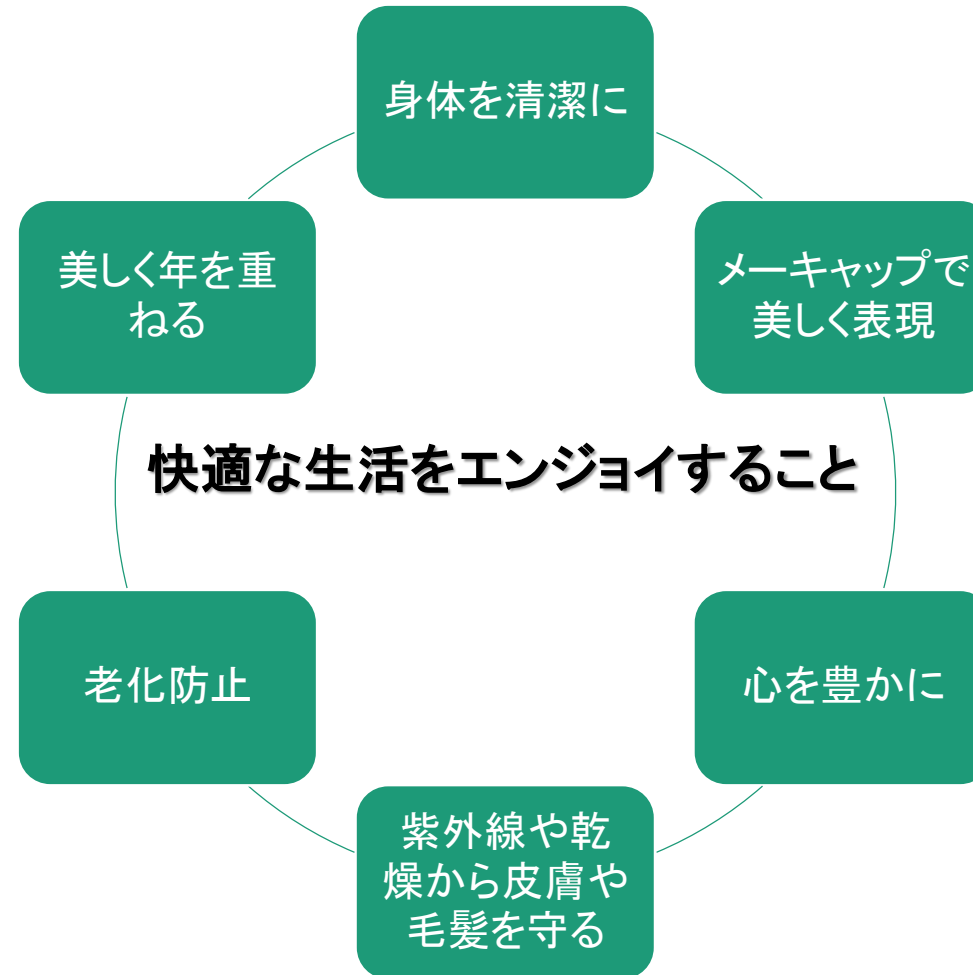 身体を清潔に
美しく年を重
ねる
メーキャップで
美しく表現
快適な生活をエンジョイすること
老化防止
心を豊かに
紫外線や乾
燥から皮膚や
毛髪を守る